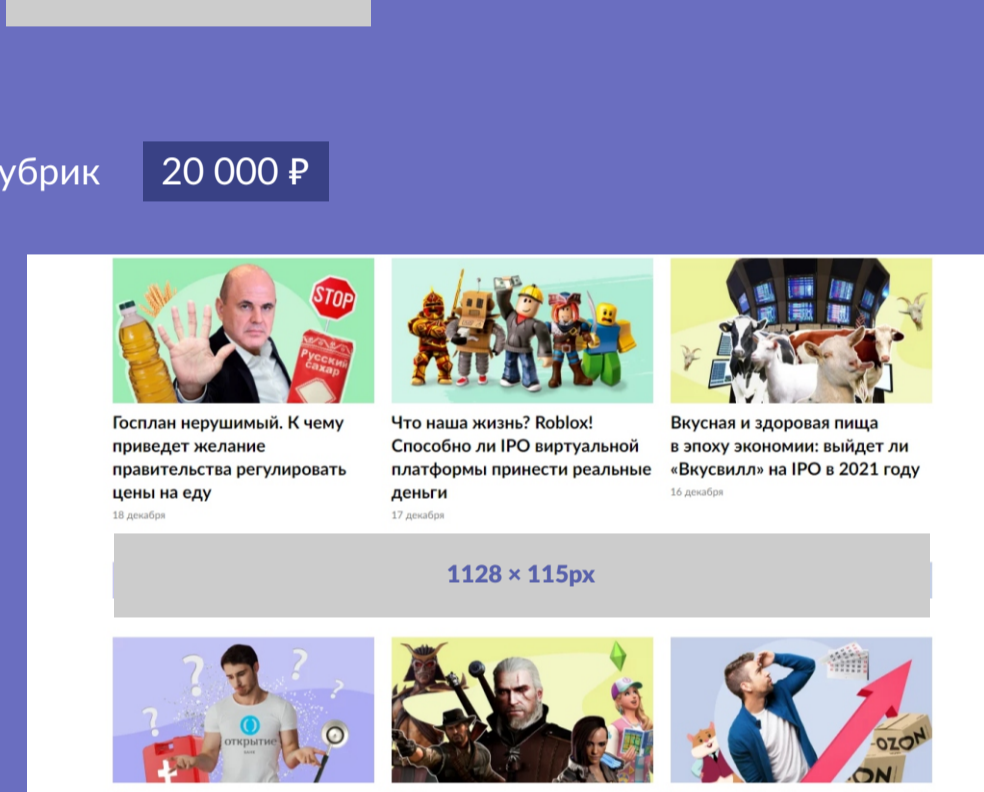 убрик
20 000 ₽
STOP
Русский
сахар
Госплан нерушимый. К чему
приведет желание
правительства регулировать
цены на еду
18 декабря
Что наша жизнь? Roblox!
Способно ли IPO виртуальной
платформы принести реальные
деньги
17 декабря
Вкусная и здоровая пища
в эпоху экономии: выйдет ли
«Вкусвилл» на IPO в 2021 году
16 декабря
1128 × 115px
? ? ? ?
открытие
банк
OZON
ON